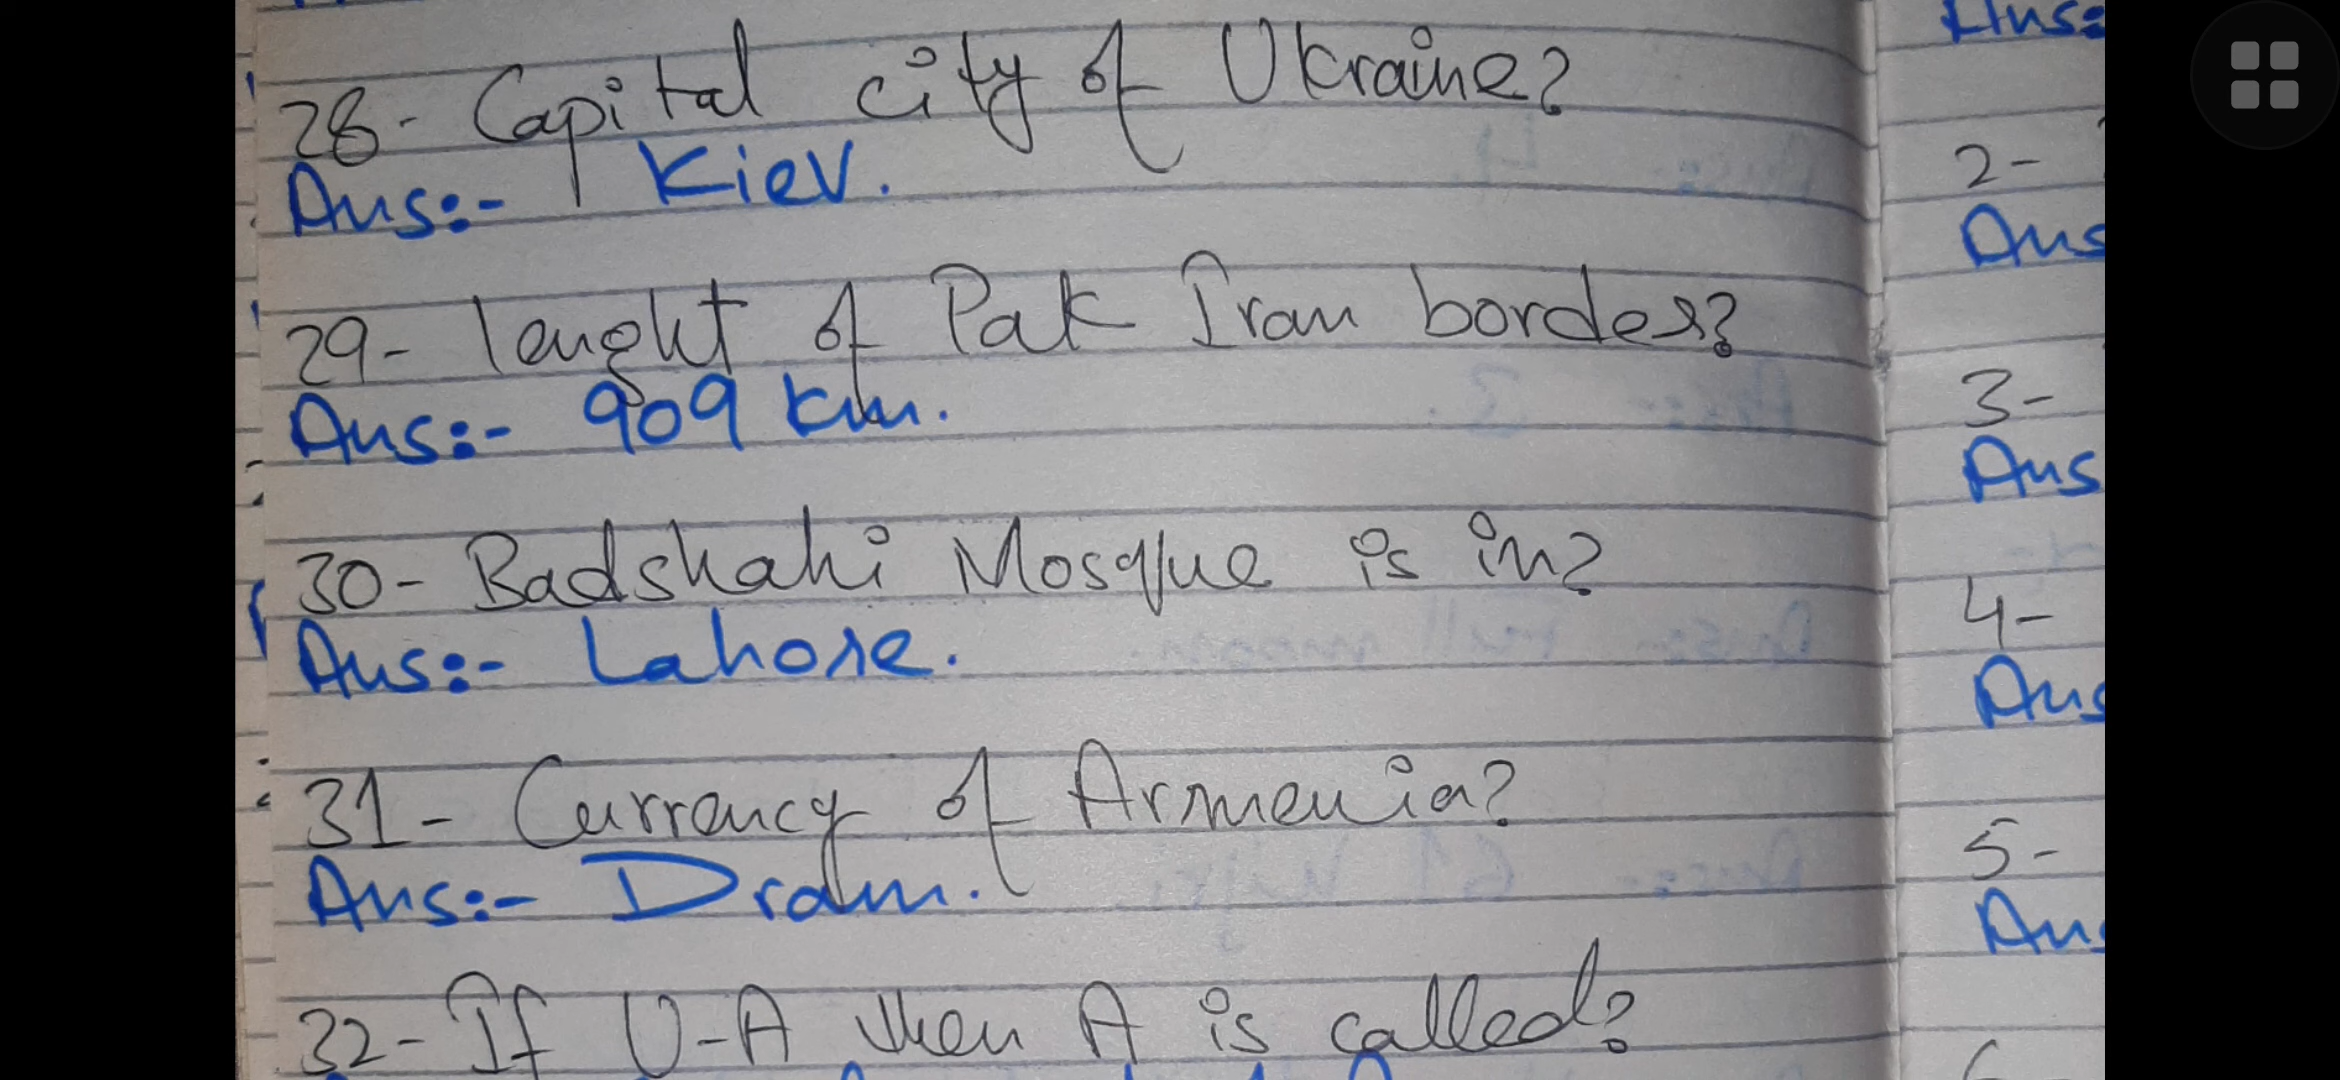 28- Capital city of Ukraine?
Ans:- Kiev.
29- lenght of Pak Iran border?
Ans:- 909 km.
30- Badshahi Mosque is in?
Ans:- Lahore.
31- Currency of Armenia?
Ans:- Dram.
32- If U-A then A is called?
Ans:
2-
Ans
3-
Ans
4-
Ans
5-
Ans